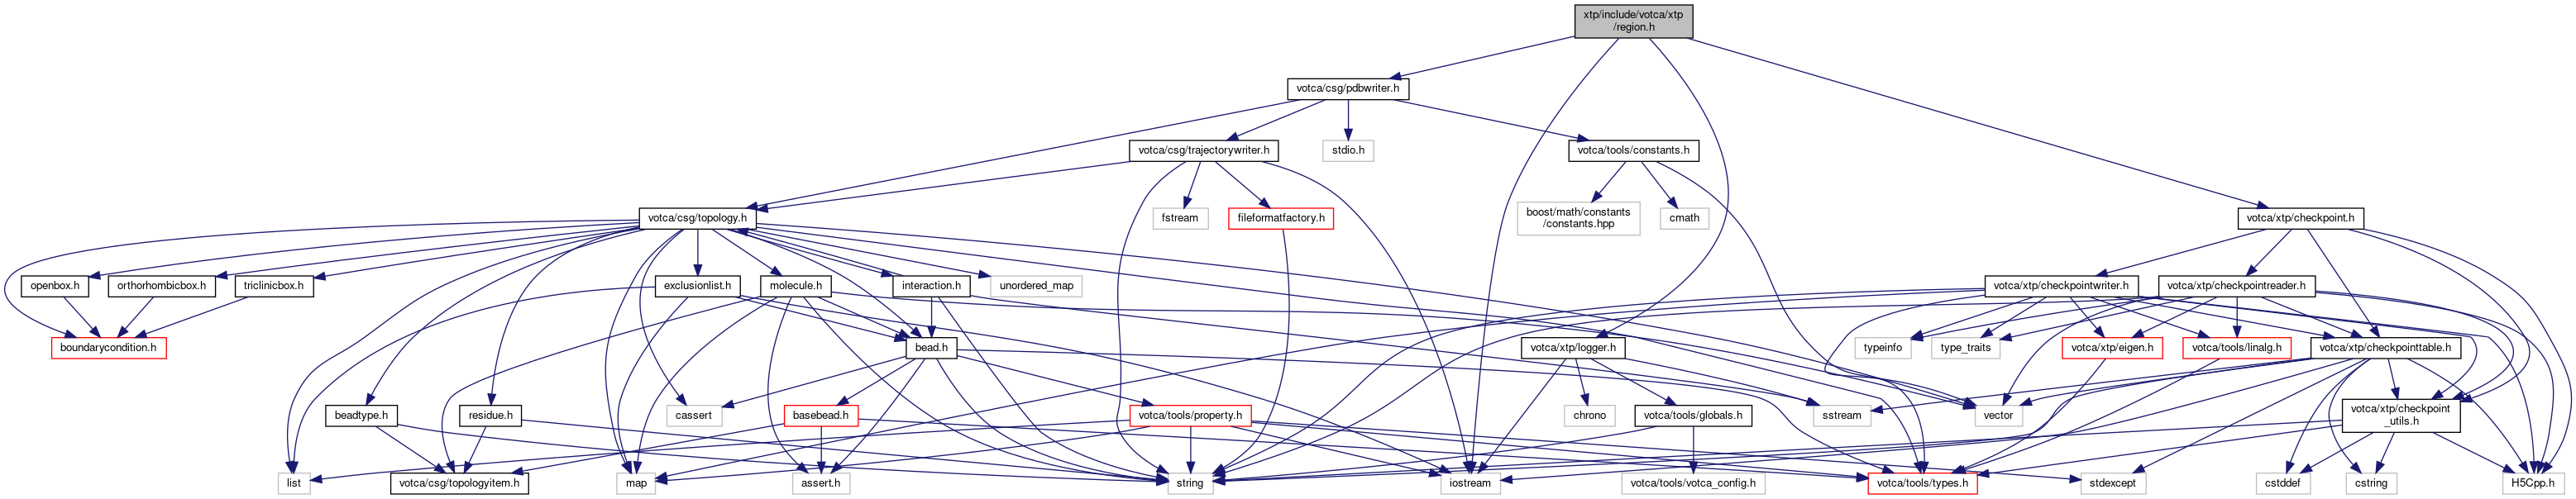 xtp/include/votca/xtp
/region.h
votca/csg/pdbwriter.h
votca/csg/trajectorywriter.h
stdio.h
votca/tools/constants.h
votca/csg/topology.h
fstream
fileformatfactory.h
boost/math/constants
/constants.hpp
cmath
votca/xtp/checkpoint.h
openbox.h
orthorhombicbox.h
triclinicbox.h
exclusionlist.h
molecule.h
interaction.h
unordered_map
votca/xtp/checkpointwriter.h
votca/xtp/checkpointreader.h
boundarycondition.h
bead.h
votca/xtp/logger.h
typeinfo
type_traits
votca/xtp/eigen.h
votca/tools/linalg.h
votca/xtp/checkpointtable.h
beadtype.h
residue.h
cassert
basebead.h
votca/tools/property.h
chrono
votca/tools/globals.h
sstream
vector
votca/xtp/checkpoint
_utils.h
list
votca/csg/topologyitem.h
map
assert.h
string
iostream
votca/tools/votca_config.h
votca/tools/types.h
stdexcept
cstddef
cstring
H5Cpp.h